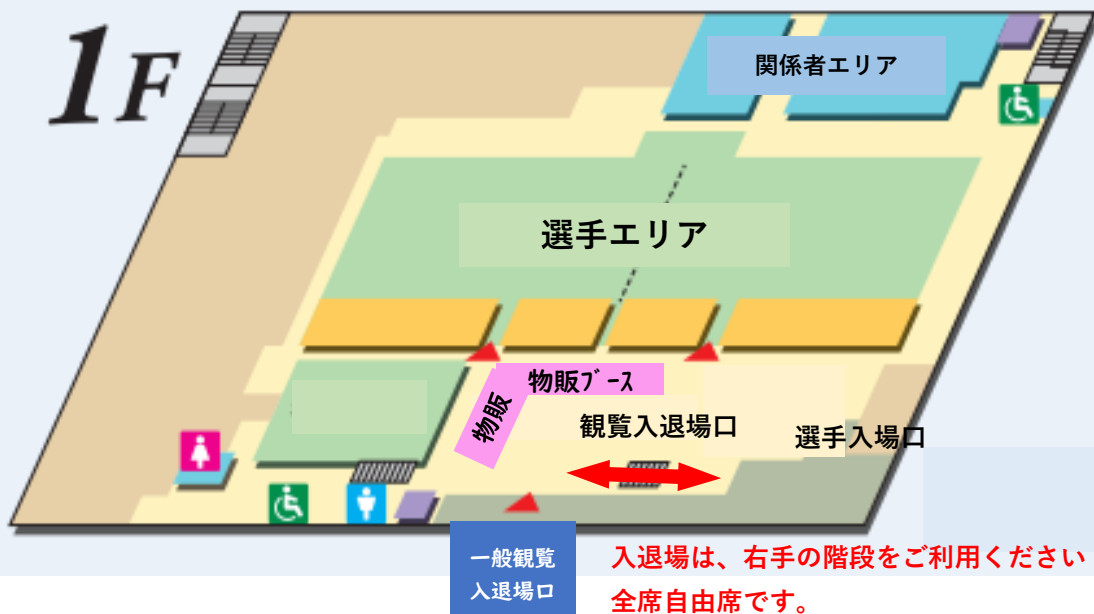 1F
関係者エリア
選手エリア
物販ﾌﾞｰｽ
物販
観覧入退場口
選手入場口
一般観覧
入退場口
入退場は、右手の階段をご利用ください
全席自由席です。